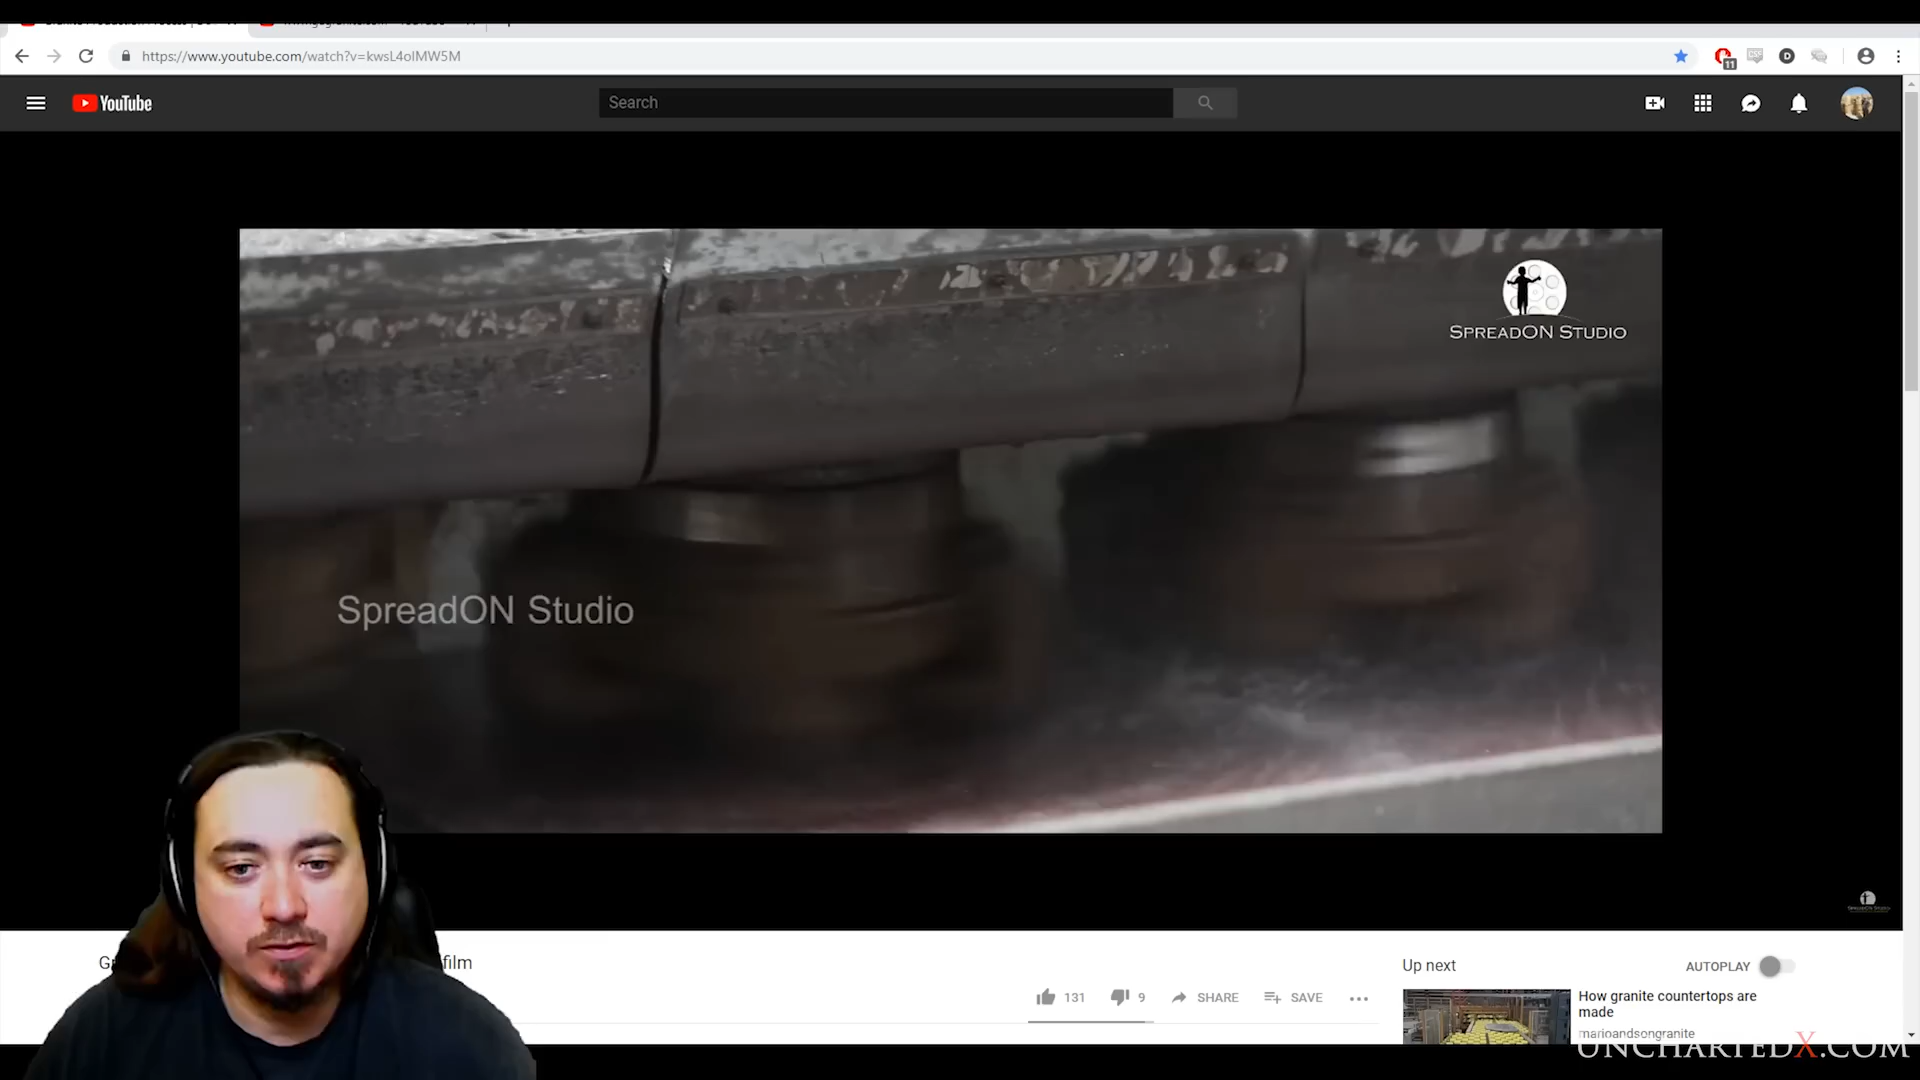 https://www.youtube.com/watch?v=kwsL4olMW5M
11
D
YouTube
Search
SPREADON STUDIO
SpreadON Studio
film
131
9
SHARE
SAVE
Up next
AUTOPLAY
How granite countertops are
made
marioandsongranite
UNCHARTEDX.COM